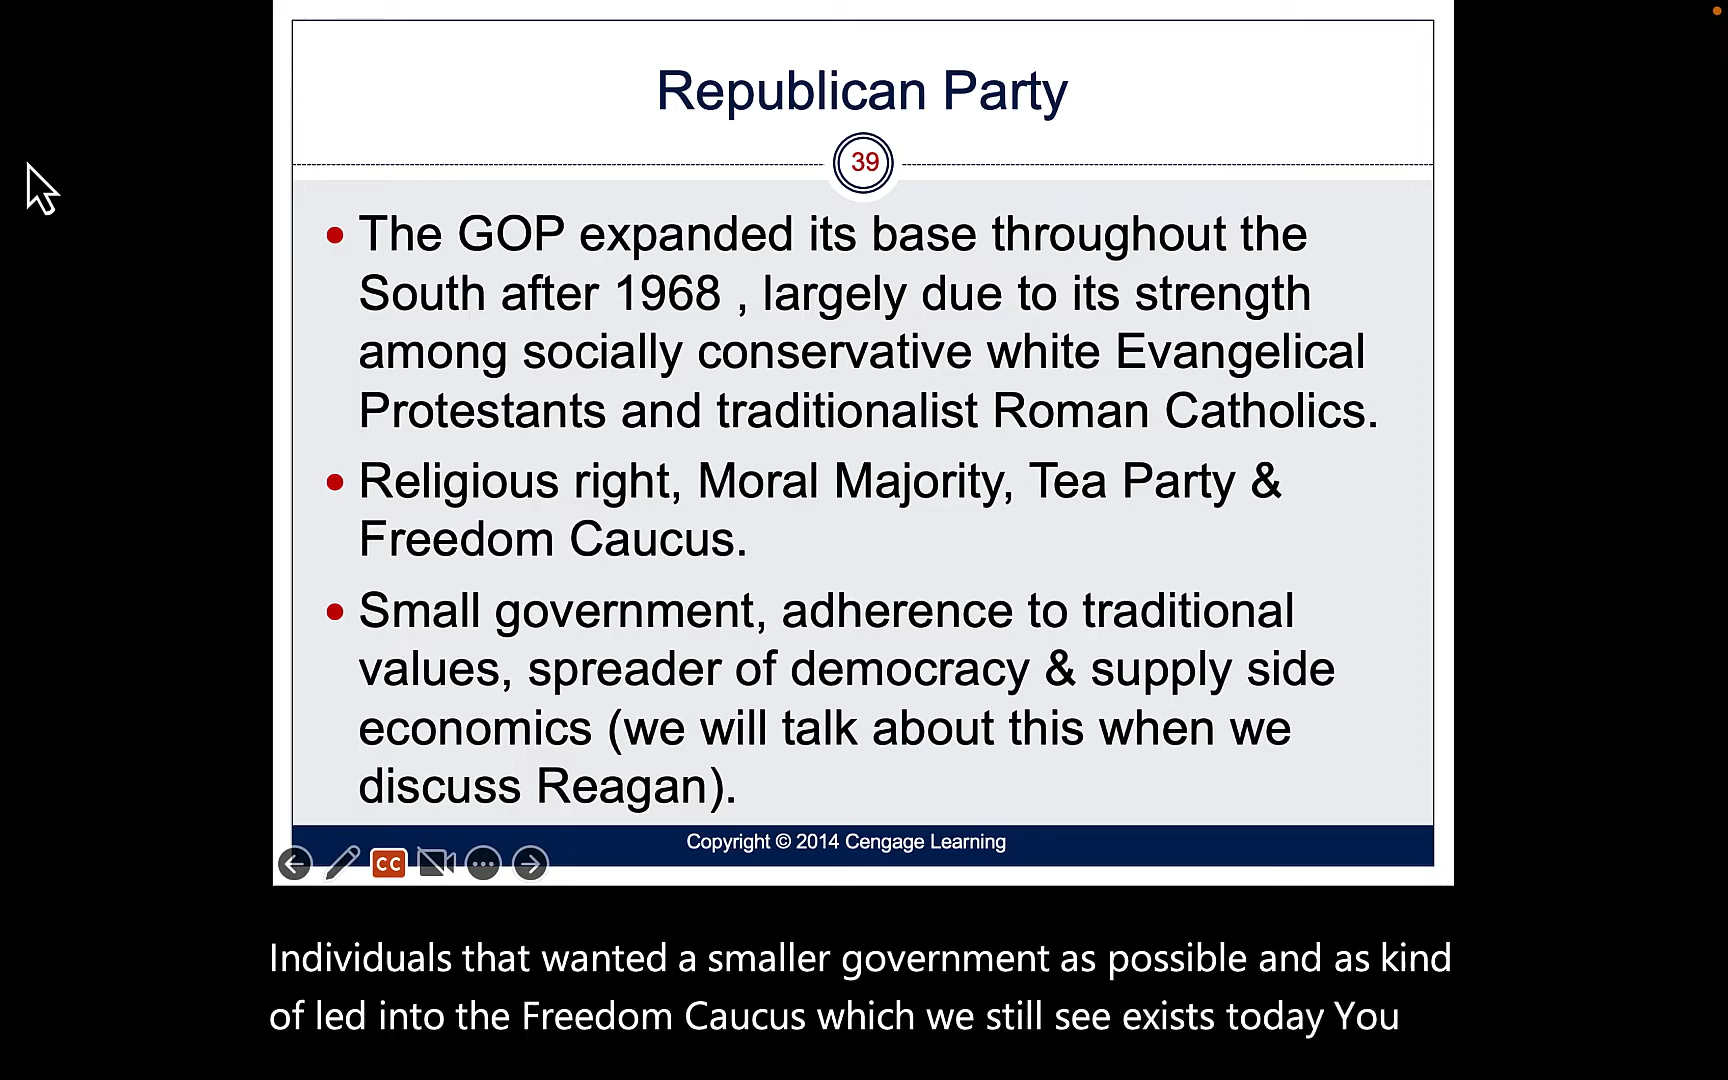 Republican Party
39
• The GOP expanded its base throughout the
South after 1968 , largely due to its strength
among socially conservative white Evangelical
Protestants and traditionalist Roman Catholics.
• Religious right, Moral Majority, Tea Party &
Freedom Caucus.
• Small government, adherence to traditional
values, spreader of democracy & supply side
economics (we will talk about this when we
discuss Reagan).
Copyright © 2014 Cengage Learning
CC
Individuals that wanted a smaller government as possible and as kind
of led into the Freedom Caucus which we still see exists today You